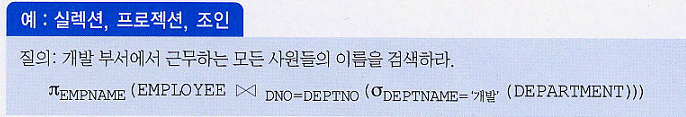 예 : 실렉션, 프로젝션, 조인
질의: 개발 부서에서 근무하는 모든 사원들의 이름을 검색하라.
π EMPNAME (EMPLOYEE ⋈ DNO=DEPTNO (σ DEPTNAME='개발' (DEPARTMENT)))